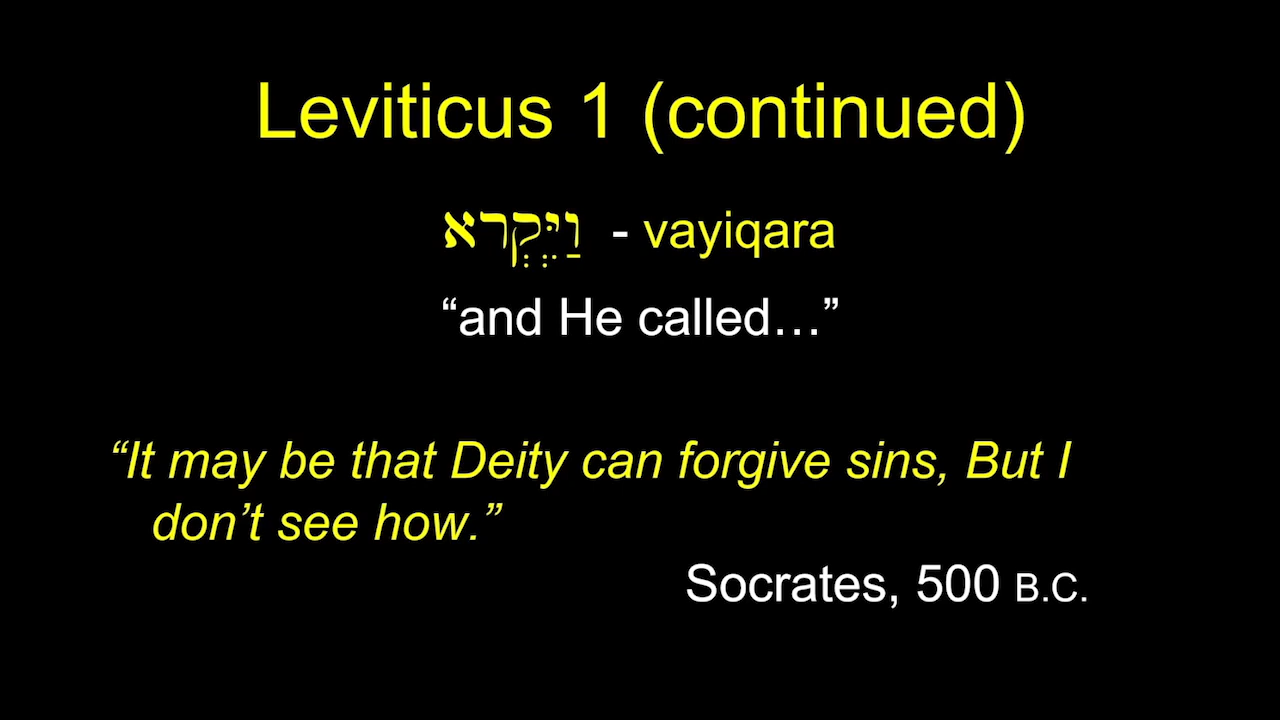 Leviticus 1 (continued)
וַיִּקְרא - vayiqara
“and He called…”
“It may be that Deity can forgive sins, But I
don’t see how.”
Socrates, 500 B.C.